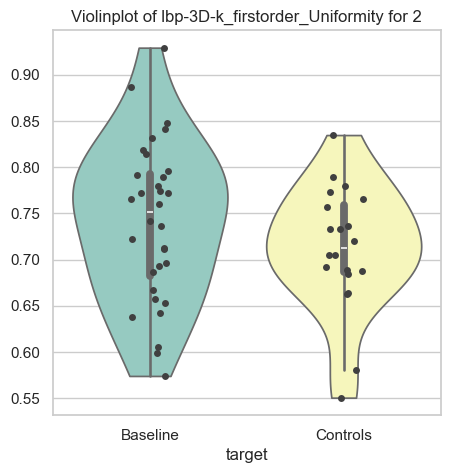 Violinplot of lbp-3D-k_firstorder_Uniformity for 2
0.90
0.85
0.80
0.75
0.70
0.65
0.60
0.55
Baseline Controls
target